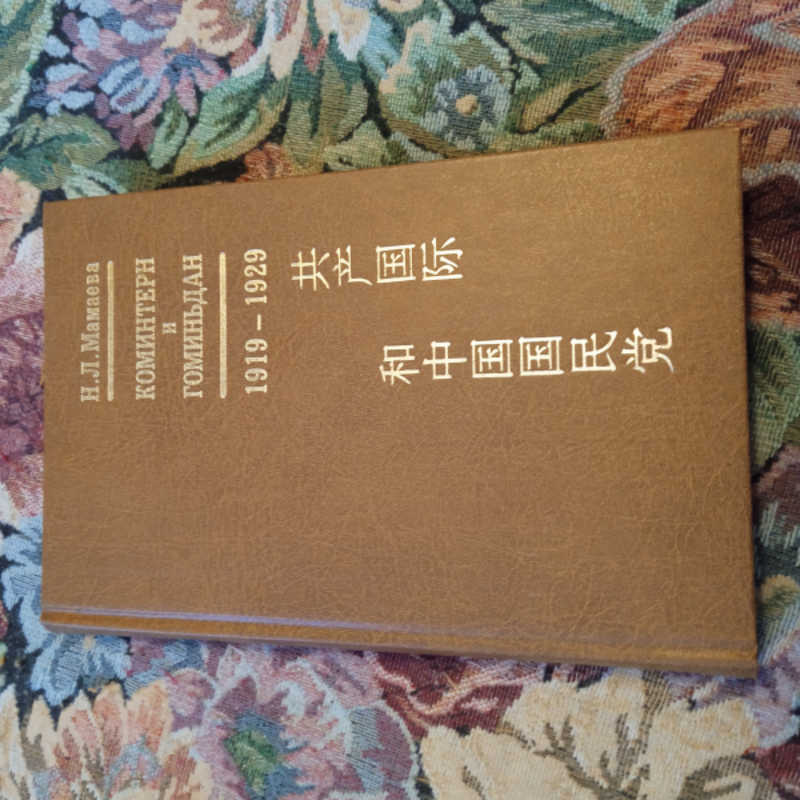 Н.Л.Мамаева
КОМИНТЕРН
и
ГОМИНЬДАН
1919 – 1929
共产国际
和中国国民党